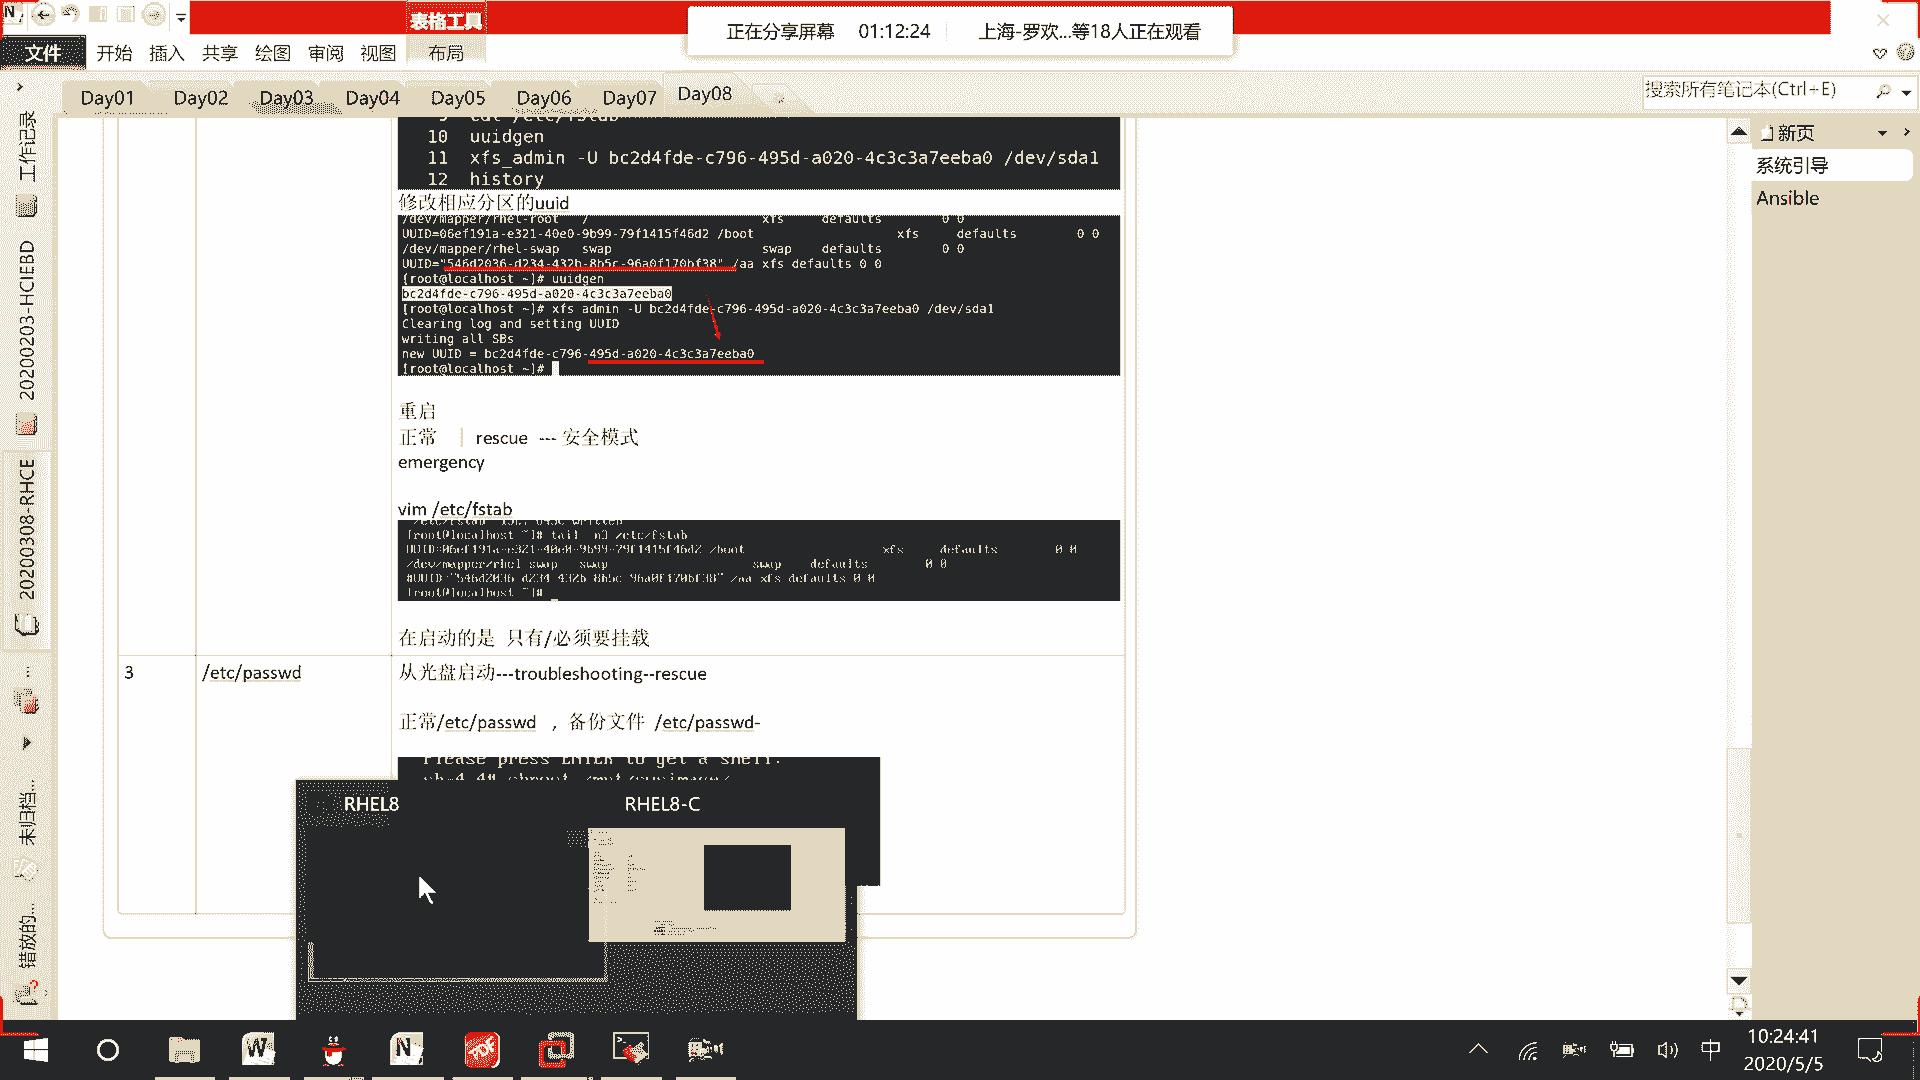 表格工具
正在分享屏幕 01:12:24 上海-罗欢...等18人正在观看
文件 开始 插入 共享 绘图 审阅 视图 布局
Day01 Day02 Day03 Day04 Day05 Day06 Day07 Day08
搜索所有笔记本(Ctrl+E)
工作记录
20200203-HCIEBD
20200308-RHCE
...
未归档...
错放的...
新页
系统引导
Ansible
9 cat /etc/fstab
10 uuidgen
11 xfs_admin -U bc2d4fde-c796-495d-a020-4c3c3a7eeba0 /dev/sda1
12 history
修改相应分区的uuid
/dev/mapper/rhel-root / xfs defaults 0 0
UUID=06ef191a-e321-40e0-9b99-79f1415f46d2 /boot xfs defaults 0 0
/dev/mapper/rhel-swap swap swap defaults 0 0
UUID="546d2036-d234-432b-8b5c-96a0f170bf38" /aa xfs defaults 0 0
[root@localhost ~]# uuidgen
bc2d4fde-c796-495d-a020-4c3c3a7eeba0
[root@localhost ~]# xfs_admin -U bc2d4fde-c796-495d-a020-4c3c3a7eeba0 /dev/sda1
Clearing log and setting UUID
writing all SBs
new UUID = bc2d4fde-c796-495d-a020-4c3c3a7eeba0
[root@localhost ~]#
重启
正常 | rescue --- 安全模式
emergency
vim /etc/fstab
[root@localhost ~]# tail -n3 /etc/fstab
UUID=06ef191a-e321-40e0-9b99-79f1415f46d2 /boot xfs defaults 0 0
/dev/mapper/rhel-swap swap swap defaults 0 0
#UUID="546d2036-d234-432b-8b5c-96a0f170bf38" /aa xfs defaults 0 0
[root@localhost ~]# _
在启动的是 只有/必须要挂载
3 /etc/passwd 从光盘启动---troubleshooting--rescue
正常/etc/passwd ，备份文件 /etc/passwd-
Please press ENTER to get a shell.
sh-4.4# chroot /mnt/sysimage/
RHEL8 RHEL8-C
中
10:24:41
2020/5/5